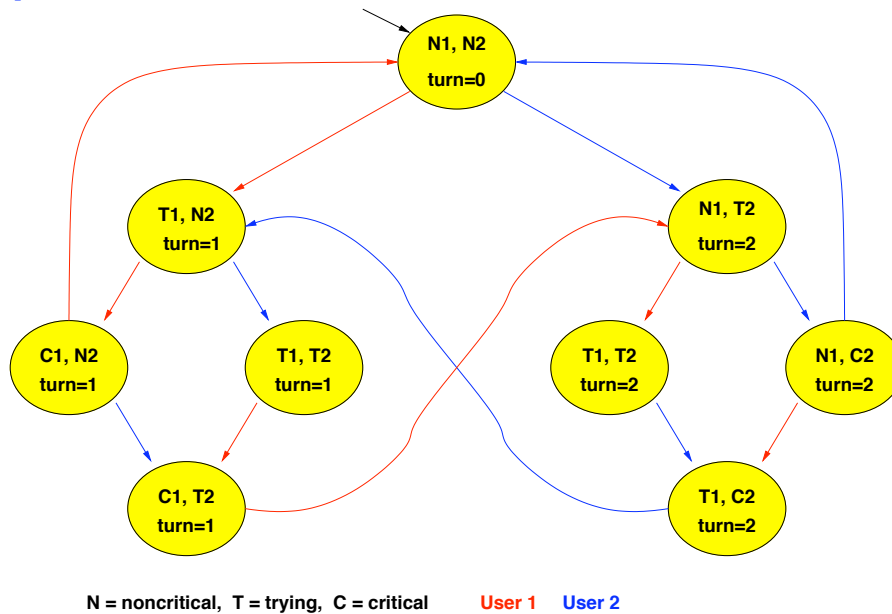 N1, N2
turn=0
T1, N2
turn=1
N1, T2
turn=2
C1, N2
turn=1
T1, T2
turn=1
T1, T2
turn=2
N1, C2
turn=2
C1, T2
turn=1
T1, C2
turn=2
N = noncritical, T = trying, C = critical User 1 User 2